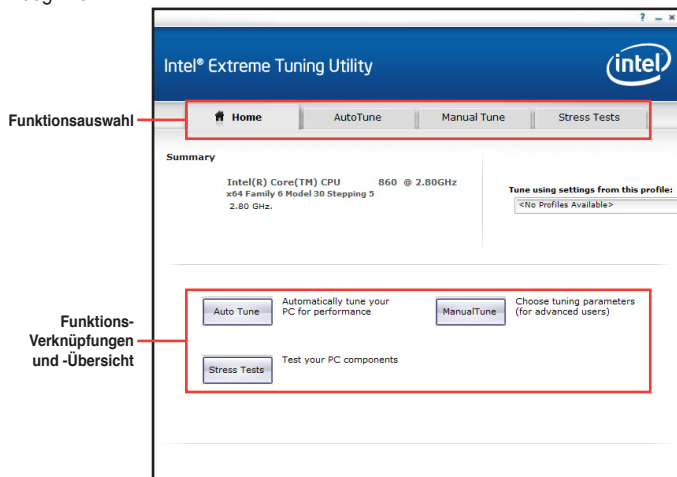 ? _ ×
Intel® Extreme Tuning Utility
intel
Funktionsauswahl
Home AutoTune Manual Tune Stress Tests
Summary
Intel(R) Core(TM) CPU 860 @ 2.80GHz
x64 Family 6 Model 30 Stepping 5
2.80 GHz.
Tune using settings from this profile:
<No Profiles Available>
Funktions-
Verknüpfungen
und -Übersicht
Auto Tune
Automatically tune your
PC for performance
ManualTune
Choose tuning parameters
(for advanced users)
Stress Tests
Test your PC components